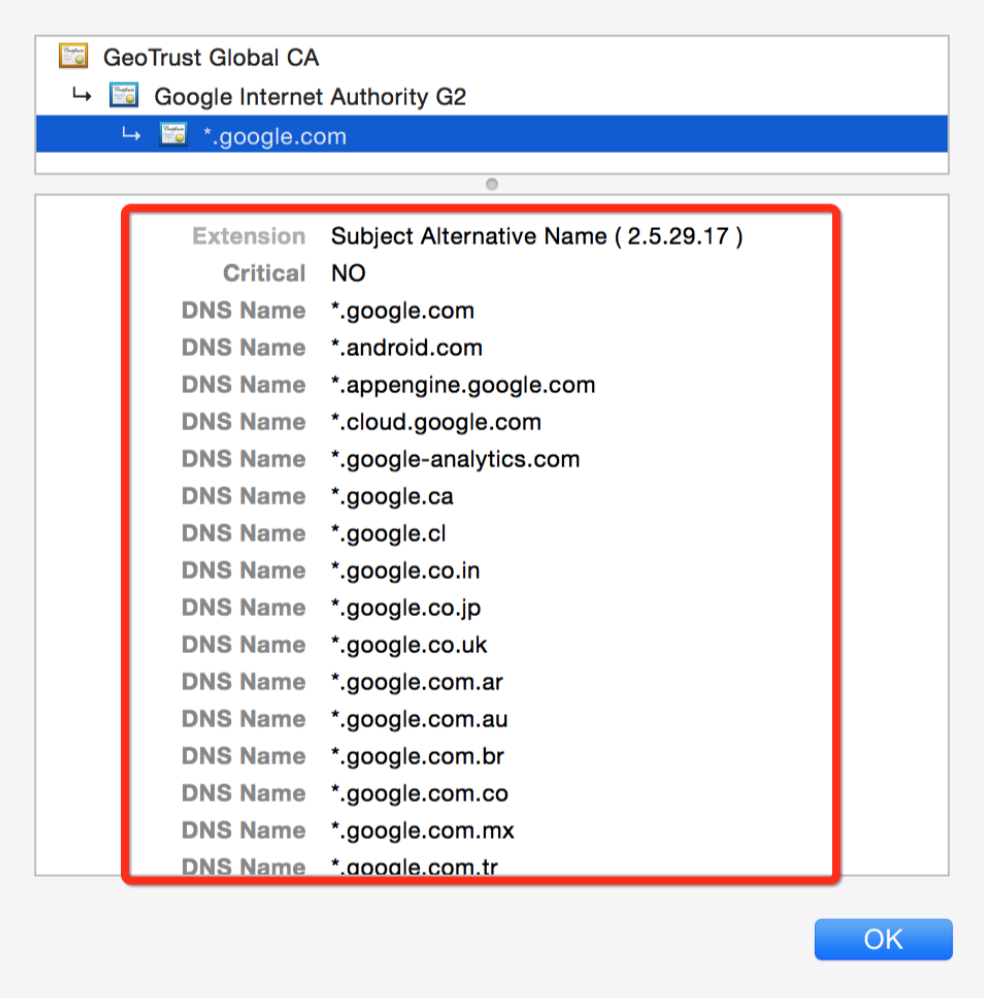 GeoTrust Global CA
↳ Google Internet Authority G2
↳ *.google.com
Extension Subject Alternative Name ( 2.5.29.17 )
Critical NO
DNS Name *.google.com
DNS Name *.android.com
DNS Name *.appengine.google.com
DNS Name *.cloud.google.com
DNS Name *.google-analytics.com
DNS Name *.google.ca
DNS Name *.google.cl
DNS Name *.google.co.in
DNS Name *.google.co.jp
DNS Name *.google.co.uk
DNS Name *.google.com.ar
DNS Name *.google.com.au
DNS Name *.google.com.br
DNS Name *.google.com.co
DNS Name *.google.com.mx
DNS Name *.google.com.tr
OK